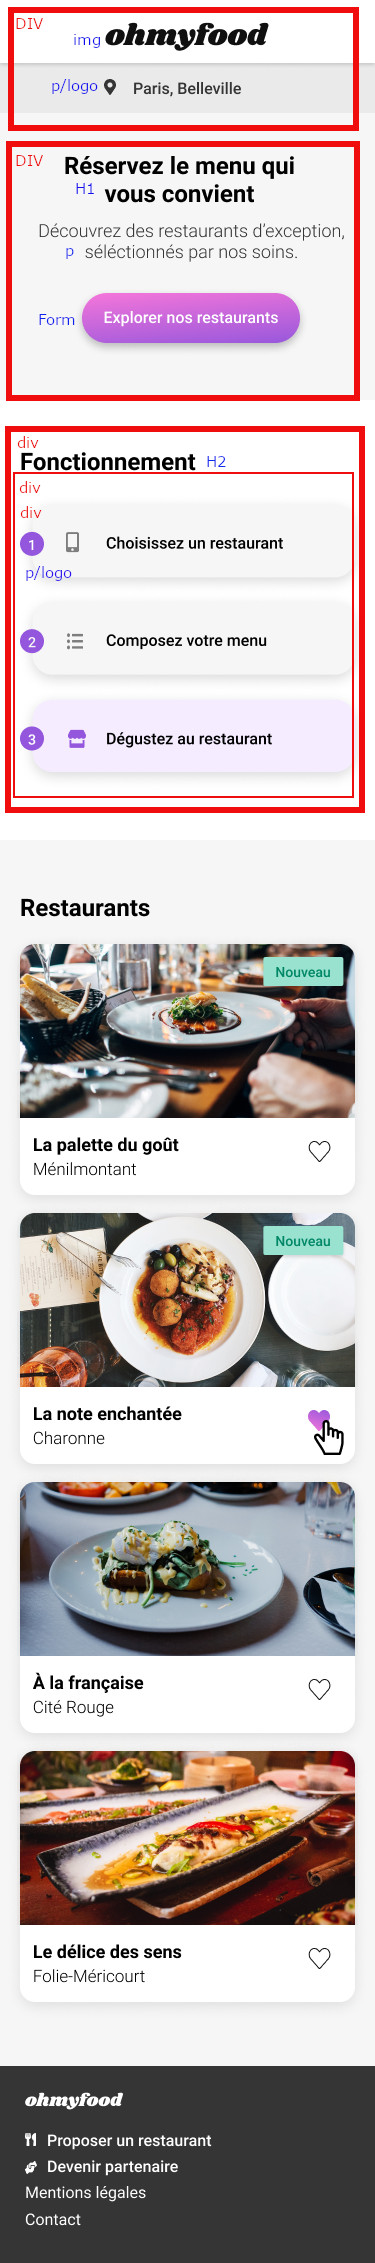 DIV
img ohmyfood
p/logo Paris, Belleville
DIV
Réservez le menu qui
H1 vous convient
Découvrez des restaurants d'exception,
p séléctionnés par nos soins.
Form Explorer nos restaurants
div
Fonctionnement H2
div
div
1 Choisissez un restaurant
p/logo
2 Composez votre menu
3 Dégustez au restaurant
Restaurants
Nouveau
La palette du goût
Ménilmontant
Nouveau
La note enchantée
Charonne
À la française
Cité Rouge
Le délice des sens
Folie-Méricourt
ohmyfood
Proposer un restaurant
Devenir partenaire
Mentions légales
Contact